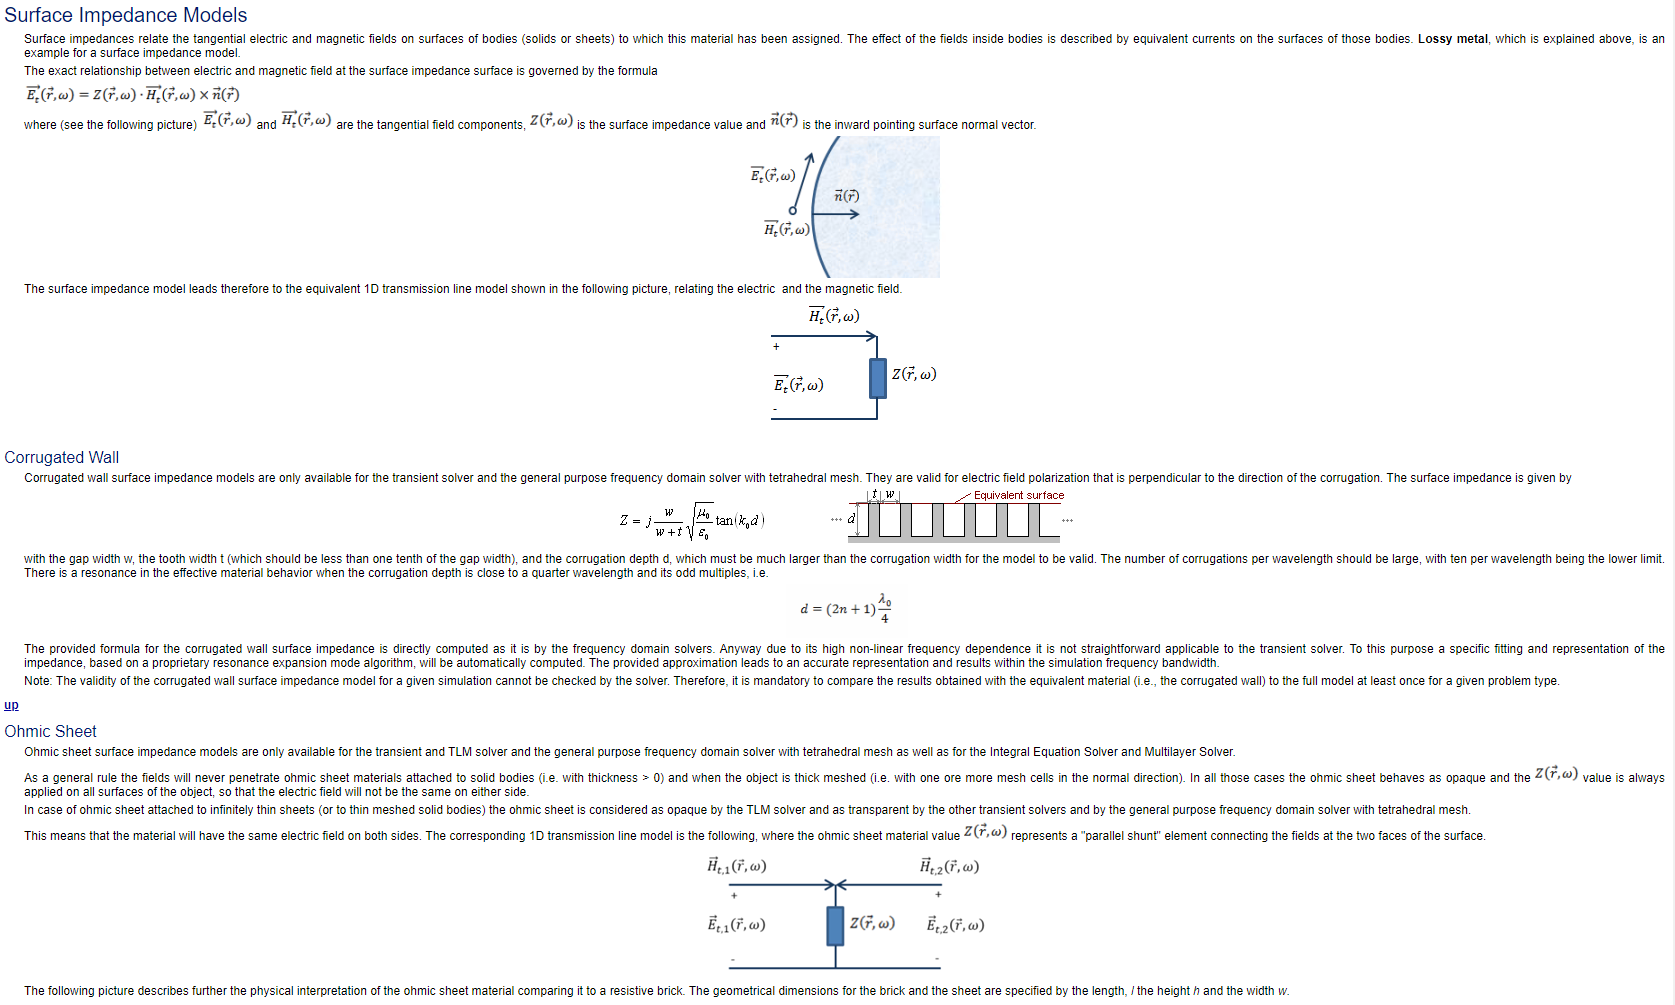 Surface Impedance Models
Surface impedances relate the tangential electric and magnetic fields on surfaces of bodies (solids or sheets) to which this material has been assigned. The effect of the fields inside bodies is described by equivalent currents on the surfaces of those bodies. Lossy metal, which is explained above, is an
example for a surface impedance model.
The exact relationship between electric and magnetic field at the surface impedance surface is governed by the formula
$\overrightarrow{E_t}(\vec{r},\omega) = Z(\vec{r},\omega) \cdot \overrightarrow{H_t}(\vec{r},\omega) \times \vec{n}(\vec{r})$
where (see the following picture) $\overrightarrow{E_t}(\vec{r},\omega)$ and $\overrightarrow{H_t}(\vec{r},\omega)$ are the tangential field components, $Z(\vec{r},\omega)$ is the surface impedance value and $\vec{n}(\vec{r})$ is the inward pointing surface normal vector.
$\overrightarrow{E_t}(\vec{r},\omega)$
$\vec{n}(\vec{r})$
$\overrightarrow{H_t}(\vec{r},\omega)$
The surface impedance model leads therefore to the equivalent 1D transmission line model shown in the following picture, relating the electric and the magnetic field.
$\overrightarrow{H_t}(\vec{r},\omega)$
+
$Z(\vec{r},\omega)$
$\overrightarrow{E_t}(\vec{r},\omega)$
-
Corrugated Wall
Corrugated wall surface impedance models are only available for the transient solver and the general purpose frequency domain solver with tetrahedral mesh. They are valid for electric field polarization that is perpendicular to the direction of the corrugation. The surface impedance is given by
t w Equivalent surface
$Z = j\frac{w}{w+t}\sqrt{\frac{\mu_0}{\varepsilon_0}}\tan(k_0 d)$ ... d ...
with the gap width w, the tooth width t (which should be less than one tenth of the gap width), and the corrugation depth d, which must be much larger than the corrugation width for the model to be valid. The number of corrugations per wavelength should be large, with ten per wavelength being the lower limit.
There is a resonance in the effective material behavior when the corrugation depth is close to a quarter wavelength and its odd multiples, i.e.
$d = (2n+1)\frac{\lambda_0}{4}$
The provided formula for the corrugated wall surface impedance is directly computed as it is by the frequency domain solvers. Anyway due to its high non-linear frequency dependence it is not straightforward applicable to the transient solver. To this purpose a specific fitting and representation of the
impedance, based on a proprietary resonance expansion mode algorithm, will be automatically computed. The provided approximation leads to an accurate representation and results within the simulation frequency bandwidth.
Note: The validity of the corrugated wall surface impedance model for a given simulation cannot be checked by the solver. Therefore, it is mandatory to compare the results obtained with the equivalent material (i.e., the corrugated wall) to the full model at least once for a given problem type.
up
Ohmic Sheet
Ohmic sheet surface impedance models are only available for the transient and TLM solver and the general purpose frequency domain solver with tetrahedral mesh as well as for the Integral Equation Solver and Multilayer Solver.
As a general rule the fields will never penetrate ohmic sheet materials attached to solid bodies (i.e. with thickness > 0) and when the object is thick meshed (i.e. with one ore more mesh cells in the normal direction). In all those cases the ohmic sheet behaves as opaque and the $Z(\vec{r},\omega)$ value is always
applied on all surfaces of the object, so that the electric field will not be the same on either side.
In case of ohmic sheet attached to infinitely thin sheets (or to thin meshed solid bodies) the ohmic sheet is considered as opaque by the TLM solver and as transparent by the other transient solvers and by the general purpose frequency domain solver with tetrahedral mesh.
This means that the material will have the same electric field on both sides. The corresponding 1D transmission line model is the following, where the ohmic sheet material value $Z(\vec{r},\omega)$ represents a "parallel shunt" element connecting the fields at the two faces of the surface.
$\vec{H}_{t,1}(\vec{r},\omega)$ $\vec{H}_{t,2}(\vec{r},\omega)$
+ +
$\vec{E}_{t,1}(\vec{r},\omega)$ $Z(\vec{r},\omega)$ $\vec{E}_{t,2}(\vec{r},\omega)$
- -
The following picture describes further the physical interpretation of the ohmic sheet material comparing it to a resistive brick. The geometrical dimensions for the brick and the sheet are specified by the length, l the height h and the width w.